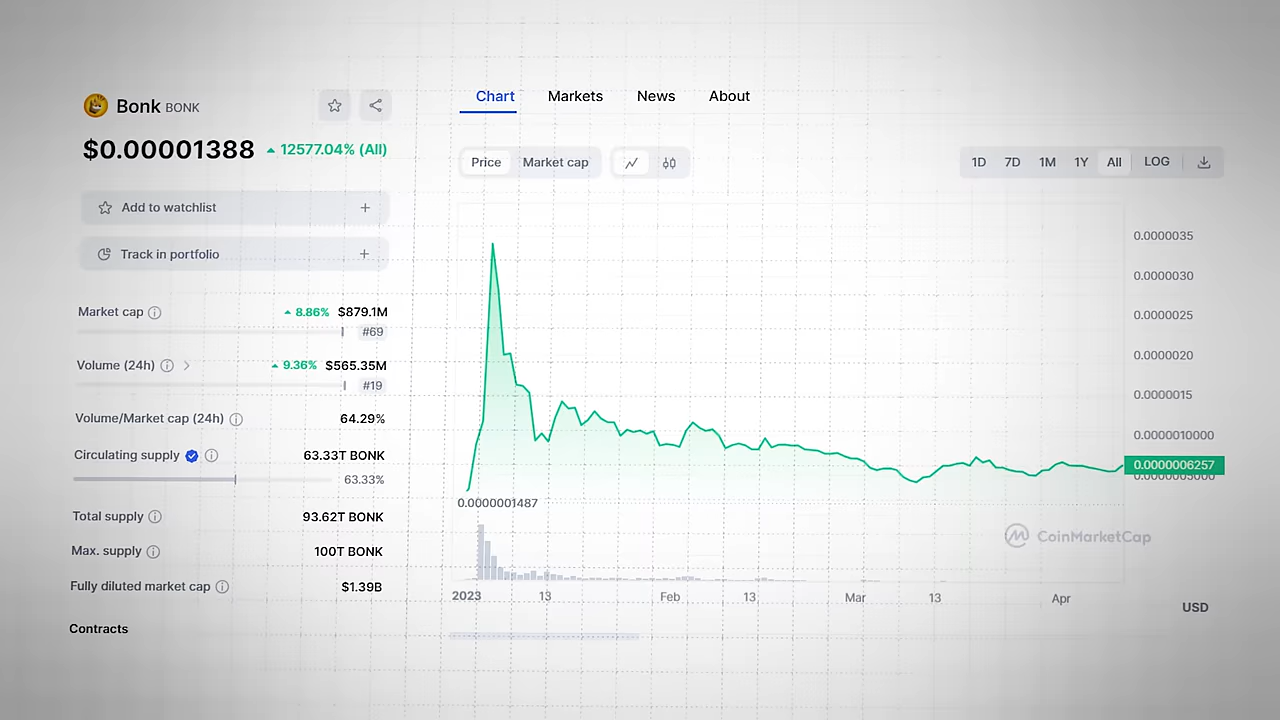 Bonk BONK
$0.00001388 12577.04% (All)
Add to watchlist
Track in portfolio
Market cap 8.86% $879.1M
#69
Volume (24h) 9.36% $565.35M
#19
Volume/Market cap (24h) 64.29%
Circulating supply 63.33T BONK
63.33%
Total supply 93.62T BONK
Max. supply 100T BONK
Fully diluted market cap $1.39B
Contracts
Chart Markets News About
Price Market cap
1D 7D 1M 1Y All LOG
0.0000035
0.0000030
0.0000025
0.0000020
0.0000015
0.0000010000
0.0000006257
0.0000005000
0.0000001487
CoinMarketCap
2023 13 Feb 13 Mar 13 Apr
USD